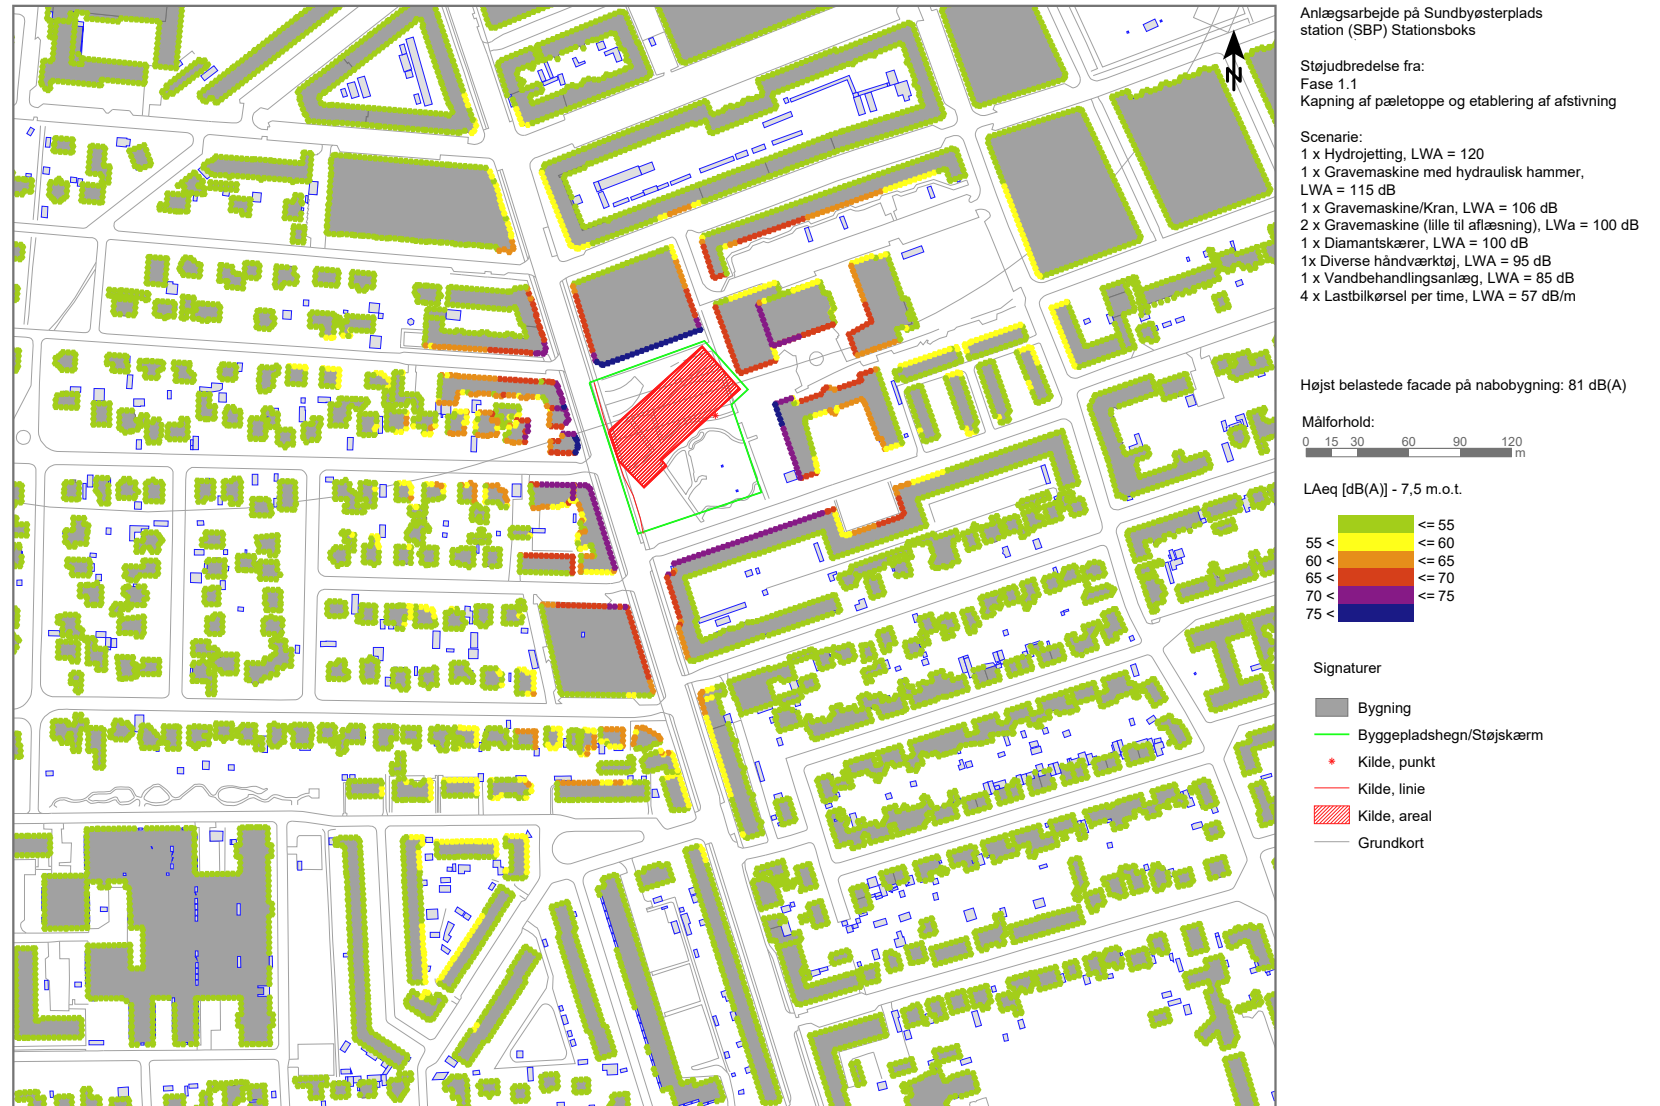 Anlægsarbejde på Sundbyøsterplads
station (SBP) Stationsboks
Støjudbredelse fra:
Fase 1.1
Kapning af pæletoppe og etablering af afstivning
Scenarie:
1 x Hydrojetting, LWA = 120
1 x Gravemaskine med hydraulisk hammer,
LWA = 115 dB
1 x Gravemaskine/Kran, LWA = 106 dB
2 x Gravemaskine (lille til aflæsning), LWa = 100 dB
1 x Diamantskærer, LWA = 100 dB
1x Diverse håndværktøj, LWA = 95 dB
1 x Vandbehandlingsanlæg, LWA = 85 dB
4 x Lastbilkørsel per time, LWA = 57 dB/m
Højst belastede facade på nabobygning: 81 dB(A)
Målforhold:
0 15 30 60 90 120
m
LAeq [dB(A)] - 7,5 m.o.t.
<= 55
55 < <= 60
60 < <= 65
65 < <= 70
70 < <= 75
75 <
Signaturer
Bygning
Byggepladshegn/Støjskærm
Kilde, punkt
Kilde, linie
Kilde, areal
Grundkort
N